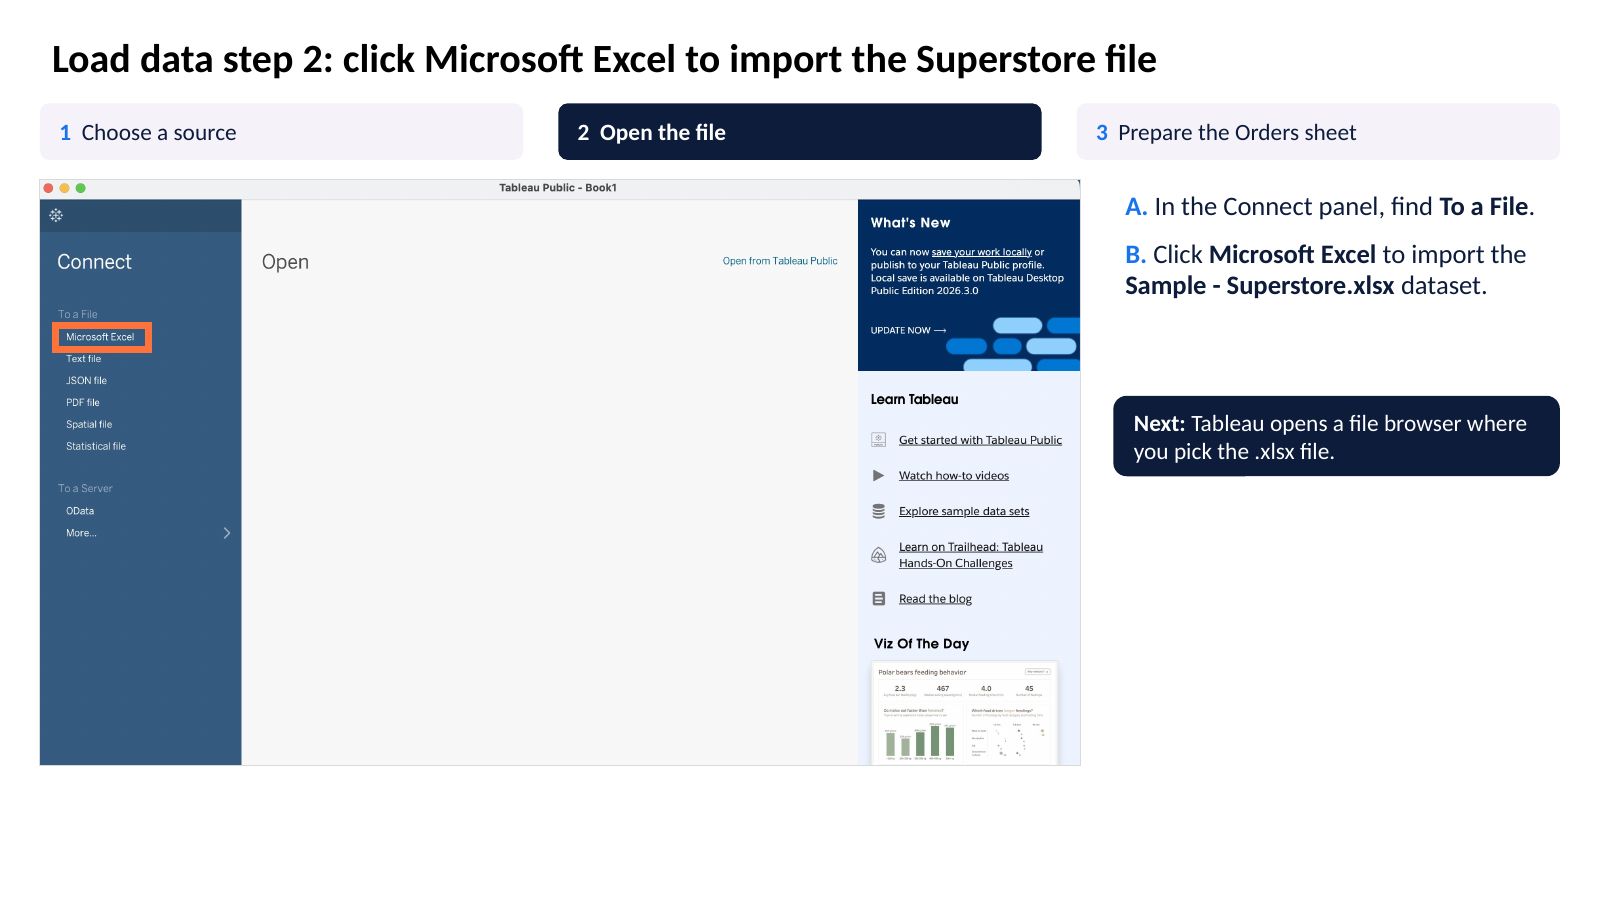 Load data step 2: click Microsoft Excel to import the Superstore file
1 Choose a source
2 Open the file
3 Prepare the Orders sheet
Tableau Public - Book1
Connect
To a File
Microsoft Excel
Text file
JSON file
PDF file
Spatial file
Statistical file
To a Server
OData
More...
Open
Open from Tableau Public
What's New
You can now save your work locally or
publish to your Tableau Public profile.
Local save is available on Tableau Desktop
Public Edition 2026.3.0
UPDATE NOW →
Learn Tableau
Get started with Tableau Public
Watch how-to videos
Explore sample data sets
Learn on Trailhead: Tableau
Hands-On Challenges
Read the blog
Viz Of The Day
Polar bears feeding behavior
2.3 467 4.0 45
A. In the Connect panel, find To a File.
B. Click Microsoft Excel to import the
Sample - Superstore.xlsx dataset.
Next: Tableau opens a file browser where
you pick the .xlsx file.